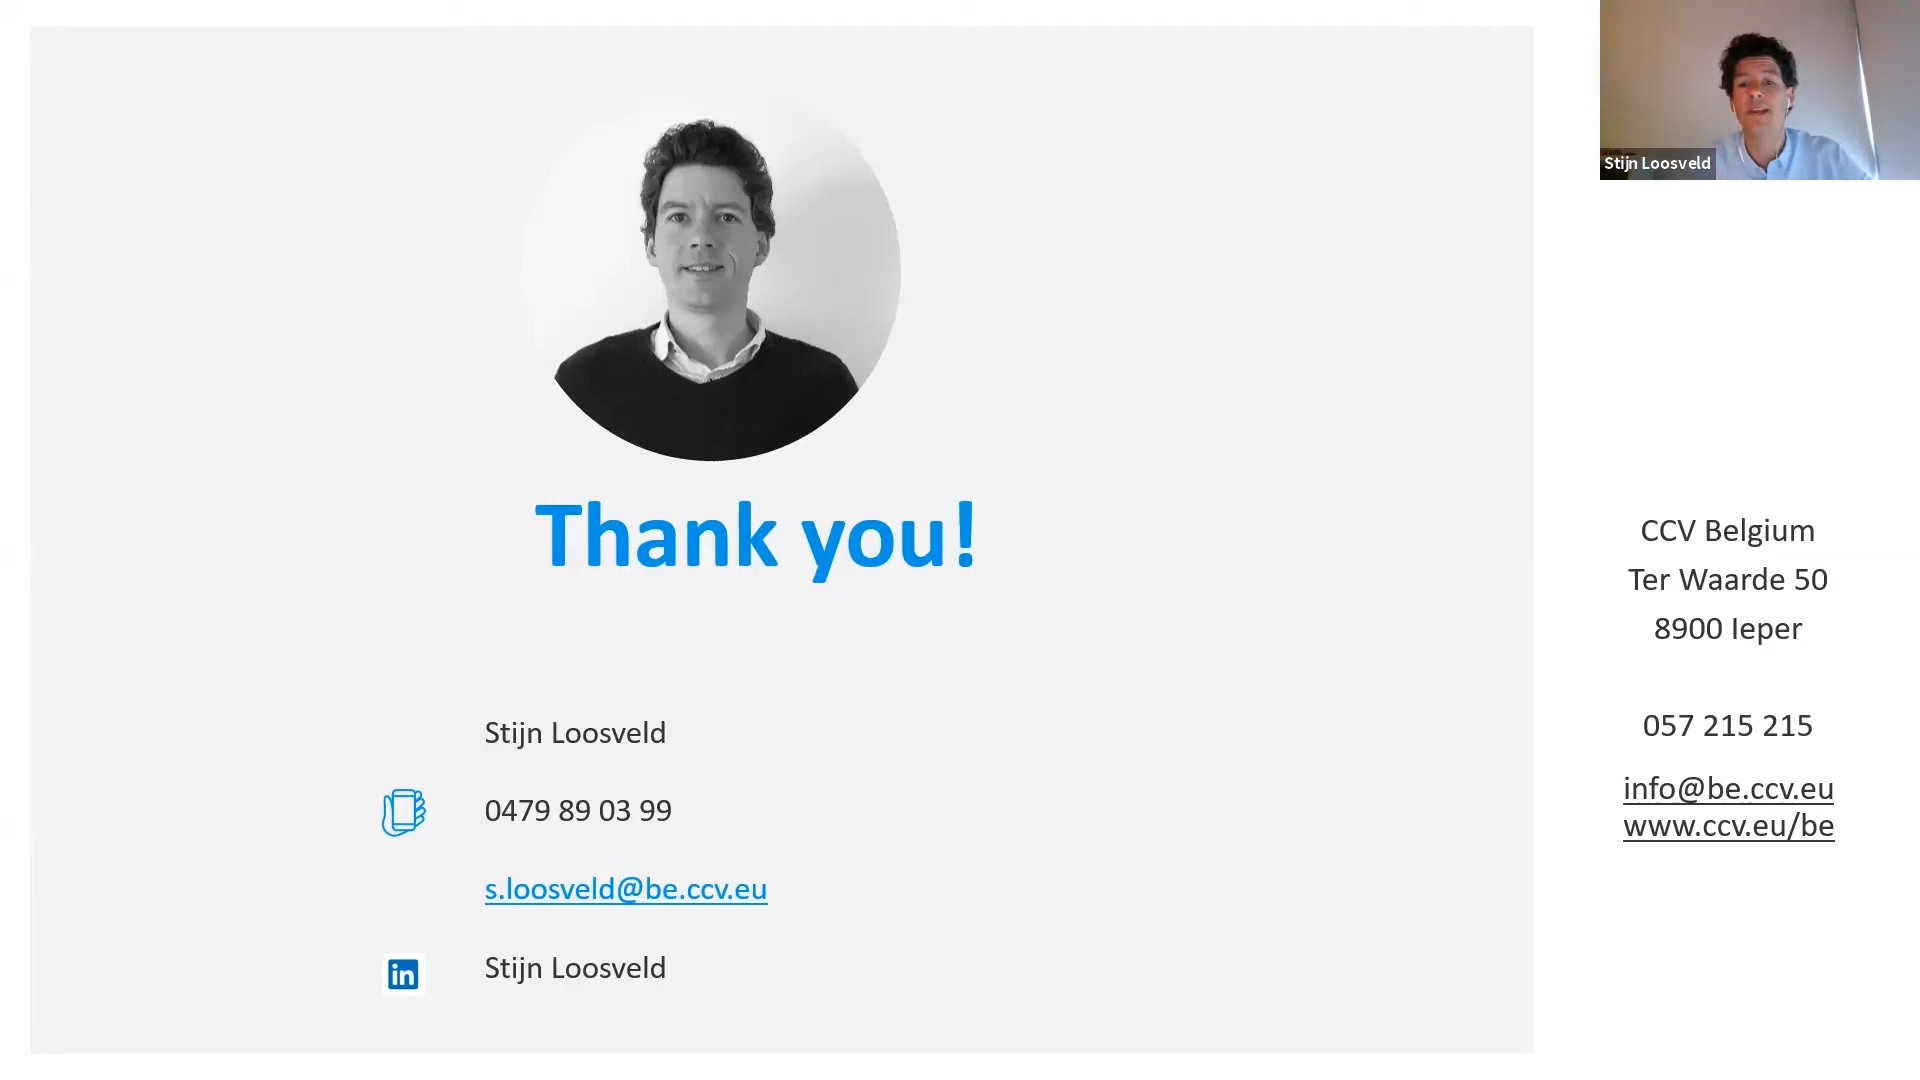 Thank you!
Stijn Loosveld
0479 89 03 99
s.loosveld@be.ccv.eu
in
Stijn Loosveld
Stijn Loosveld
CCV Belgium
Ter Waarde 50
8900 Ieper
057 215 215
info@be.ccv.eu
www.ccv.eu/be